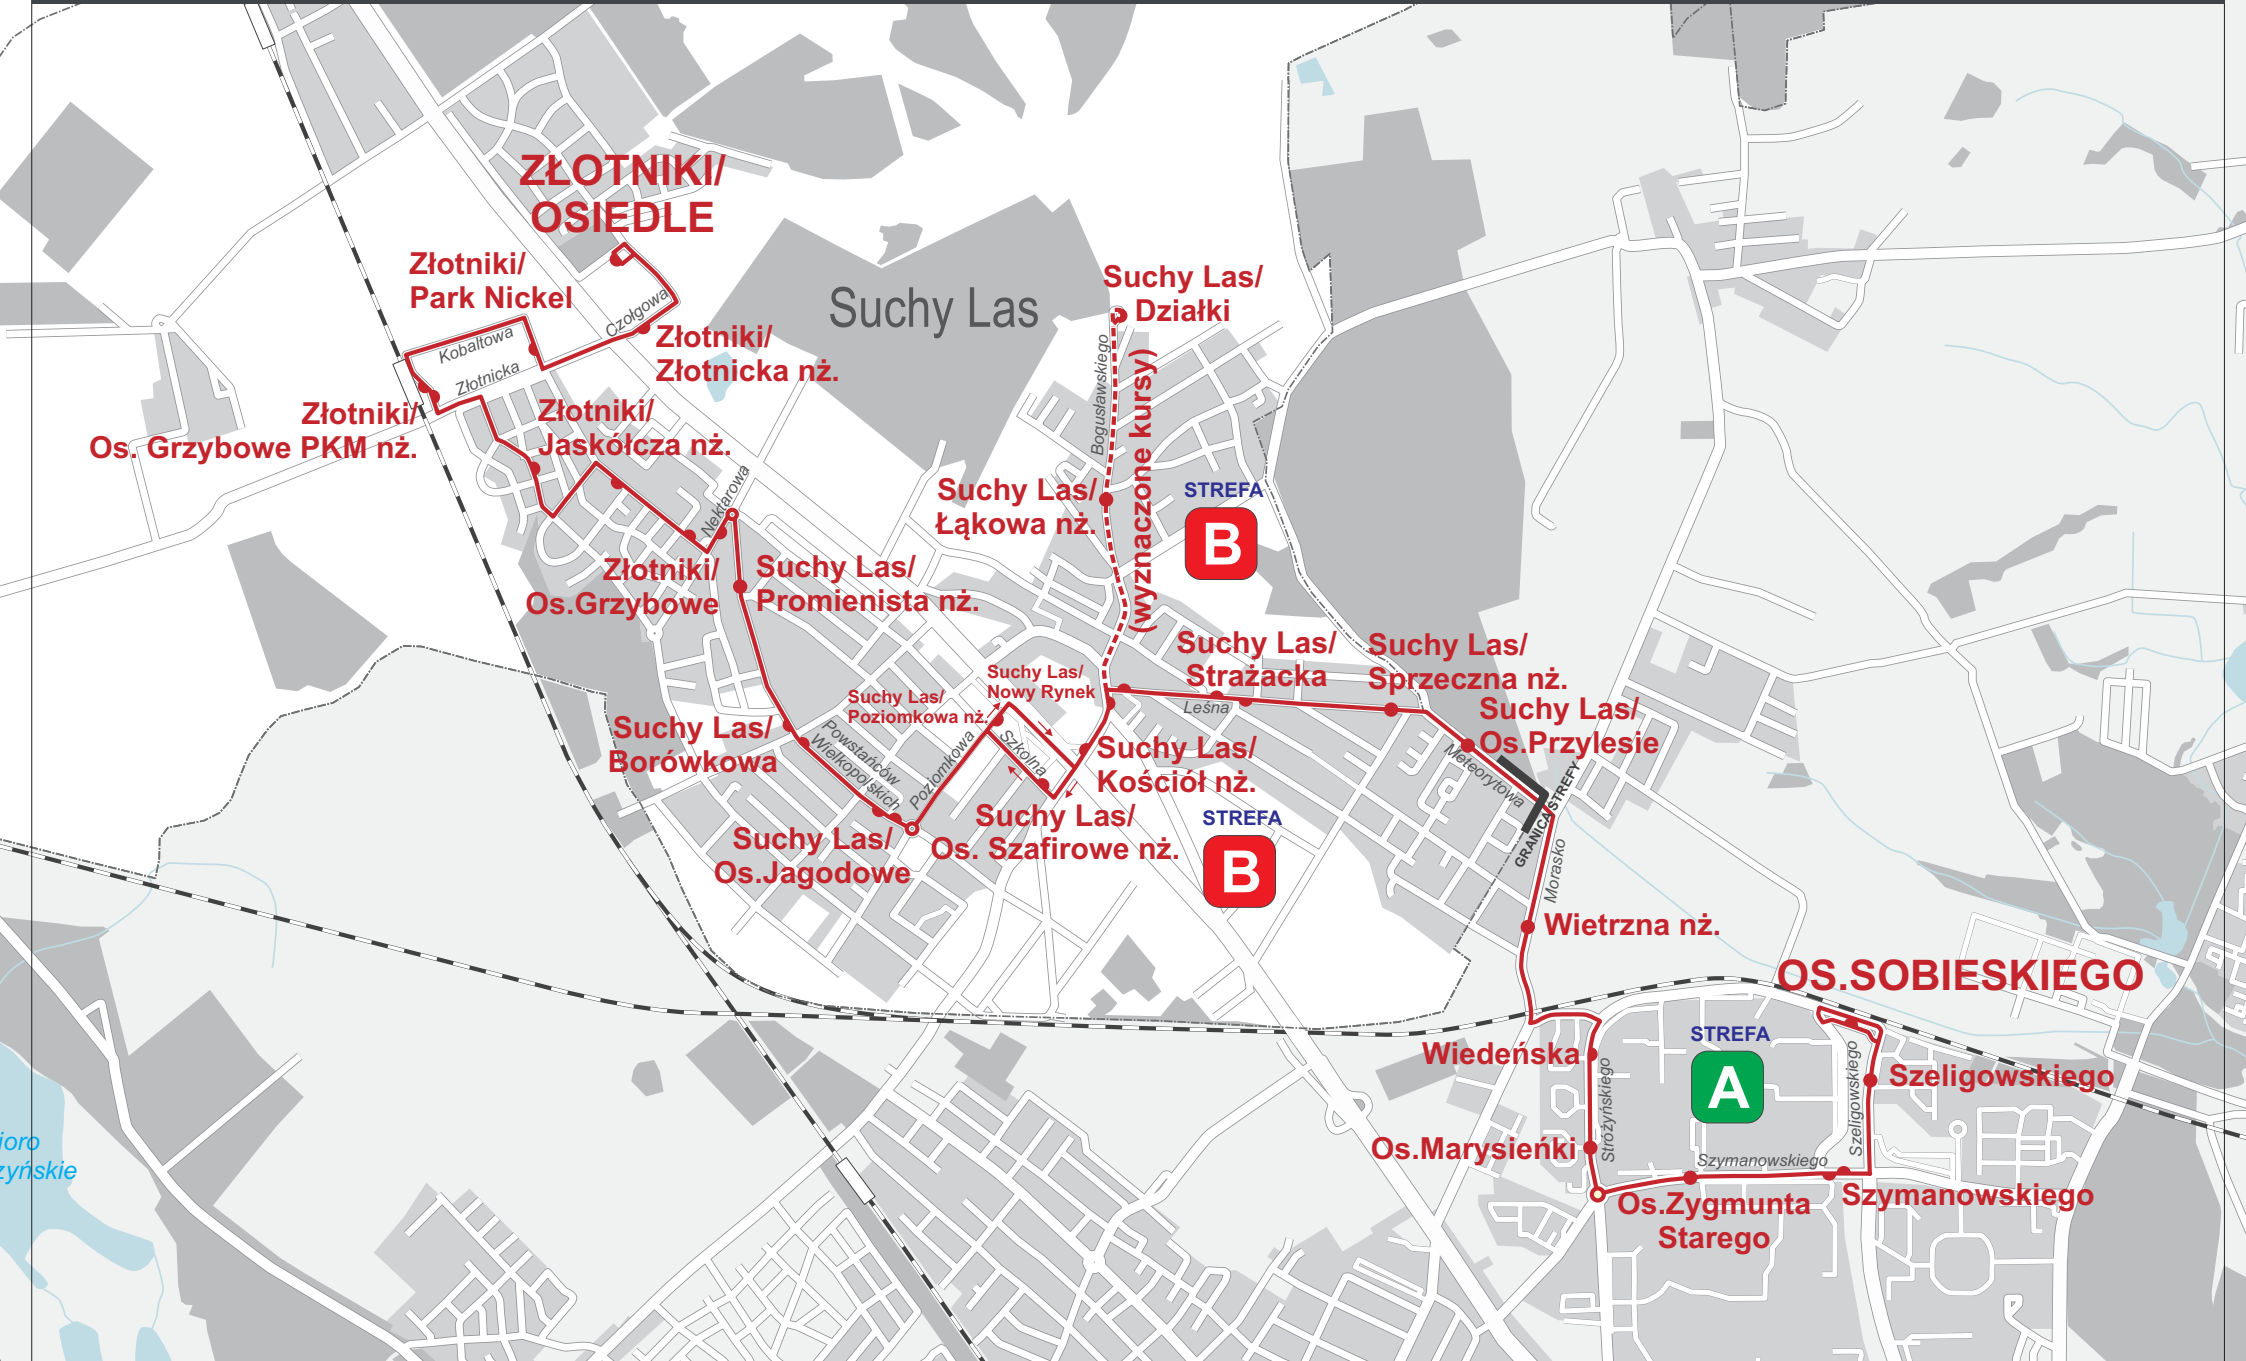 ZŁOTNIKI/
OSIEDLE
Złotniki/
Park Nickel
Czołgowa
Kobaltowa
Złotnicka
Złotniki/
Złotnicka nż.
Złotniki/
Os. Grzybowe PKM nż.
Złotniki/
Jaskółcza nż.
Nektarowa
Złotniki/
Os.Grzybowe
Suchy Las
Suchy Las/
Działki
Bogusławskiego
(wyznaczone kursy)
Suchy Las/
Łąkowa nż.
STREFA
B
Suchy Las/
Promienista nż.
Suchy Las/
Strażacka
Leśna
Suchy Las/
Sprzeczna nż.
Suchy Las/
Nowy Rynek
Suchy Las/
Poziomkowa nż.
Suchy Las/
Borówkowa
Powstańców
Wielkopolskich
Poziomkowa
Szkolna
Suchy Las/
Kościół nż.
Suchy Las/
Os.Przylesie
Meteorytowa
GRANICA STREFY
Suchy Las/
Os. Szafirowe nż.
Suchy Las/
Os.Jagodowe
STREFA
B
Morasko
Wietrzna nż.
OS.SOBIESKIEGO
Wiedeńska
Stróżyńskiego
STREFA
A
Szeligowskiego
Szeligowskiego
Os.Marysieńki
Szymanowskiego
Szymanowskiego
Os.Zygmunta
Starego
ioro
zyńskie